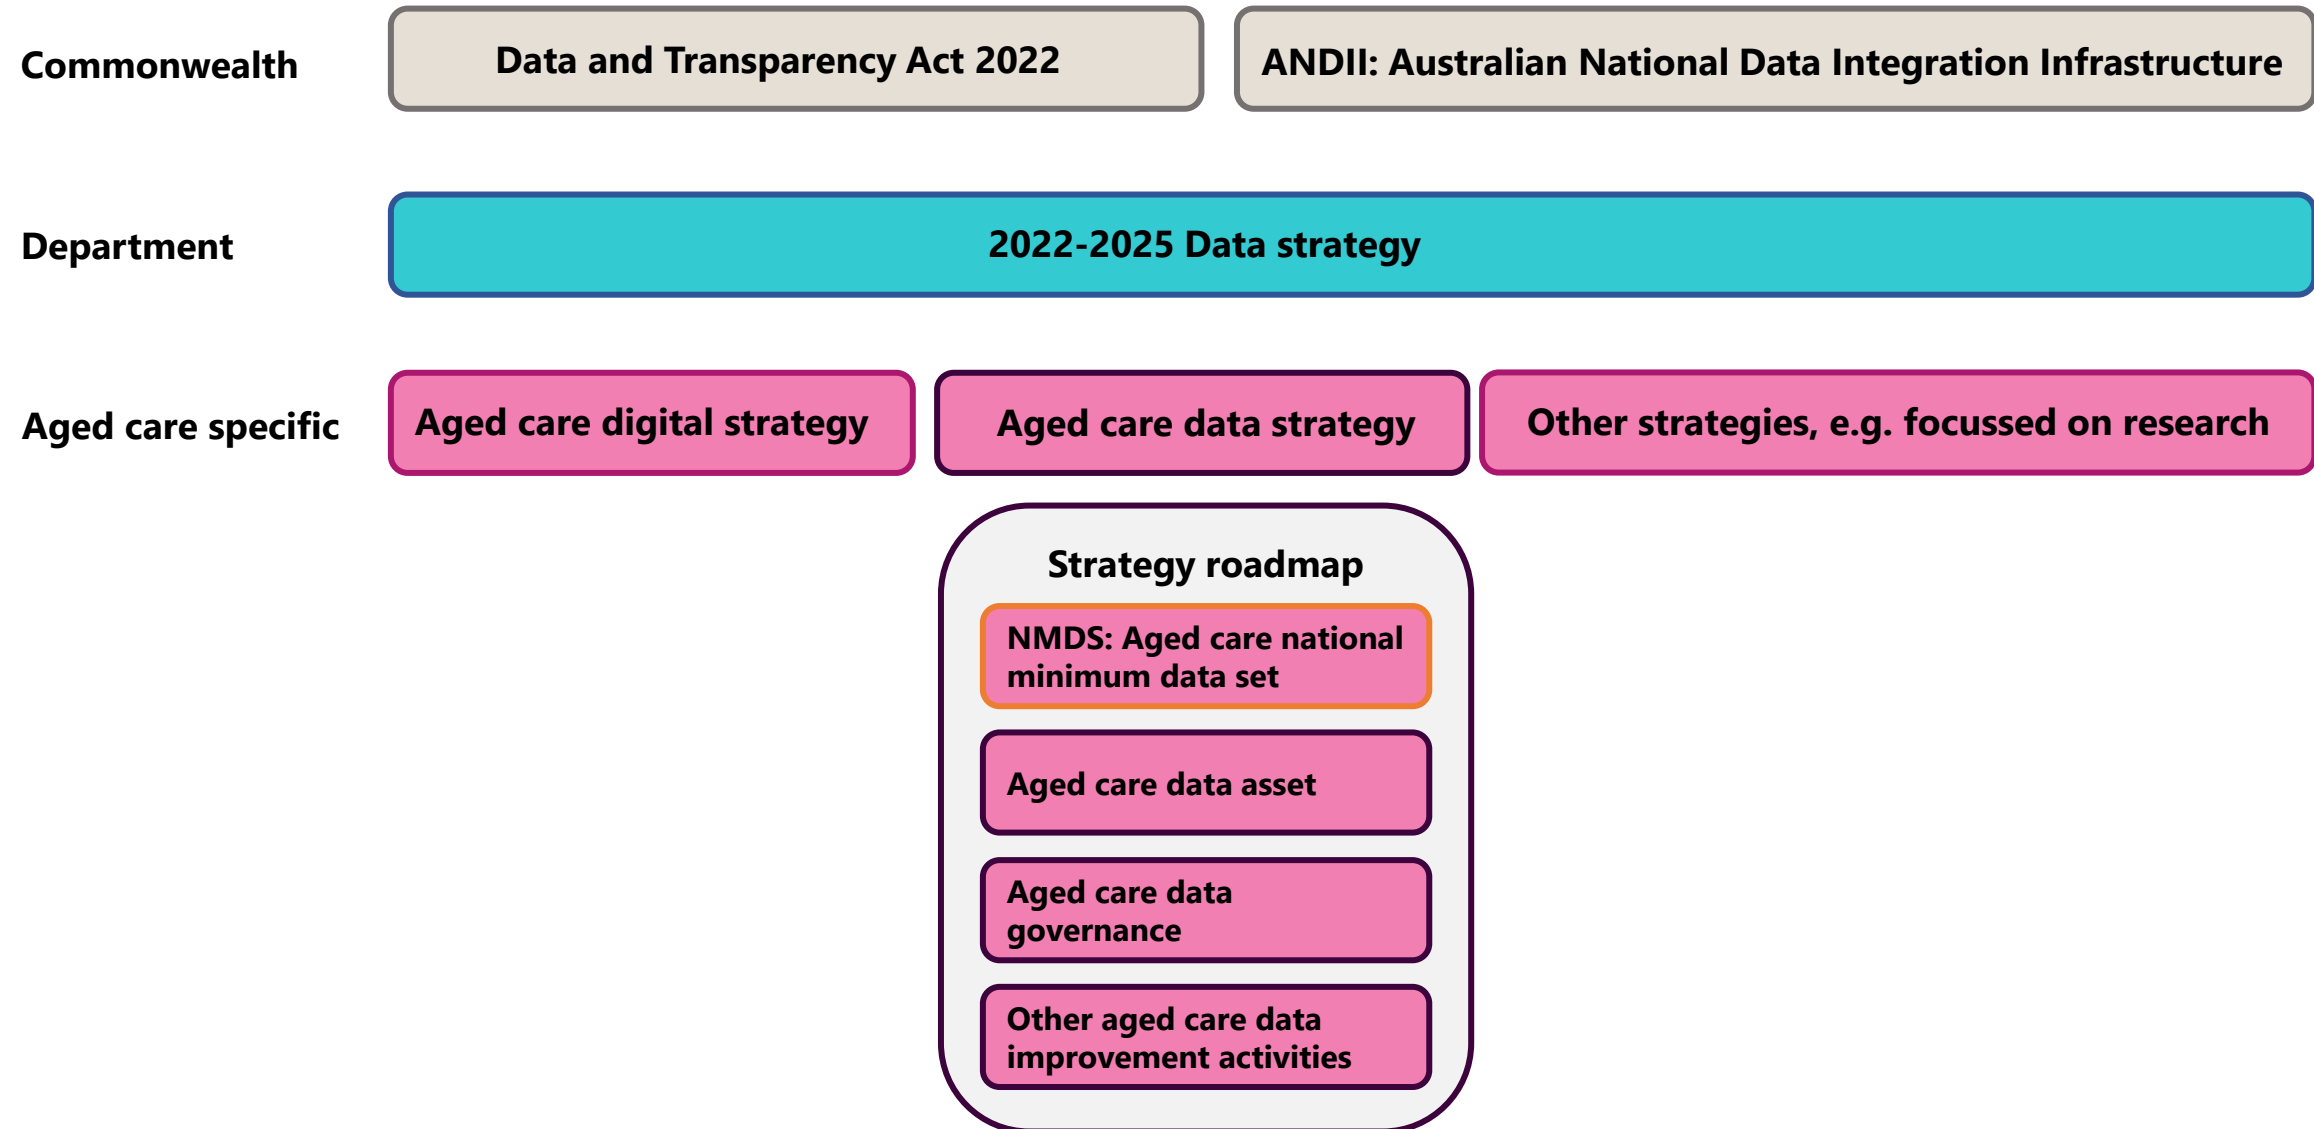 Commonwealth
Data and Transparency Act 2022
ANDII: Australian National Data Integration Infrastructure
Department
2022-2025 Data strategy
Aged care specific
Aged care digital strategy
Aged care data strategy
Other strategies, e.g. focussed on research
Strategy roadmap
NMDS: Aged care national
minimum data set
Aged care data asset
Aged care data
governance
Other aged care data
improvement activities